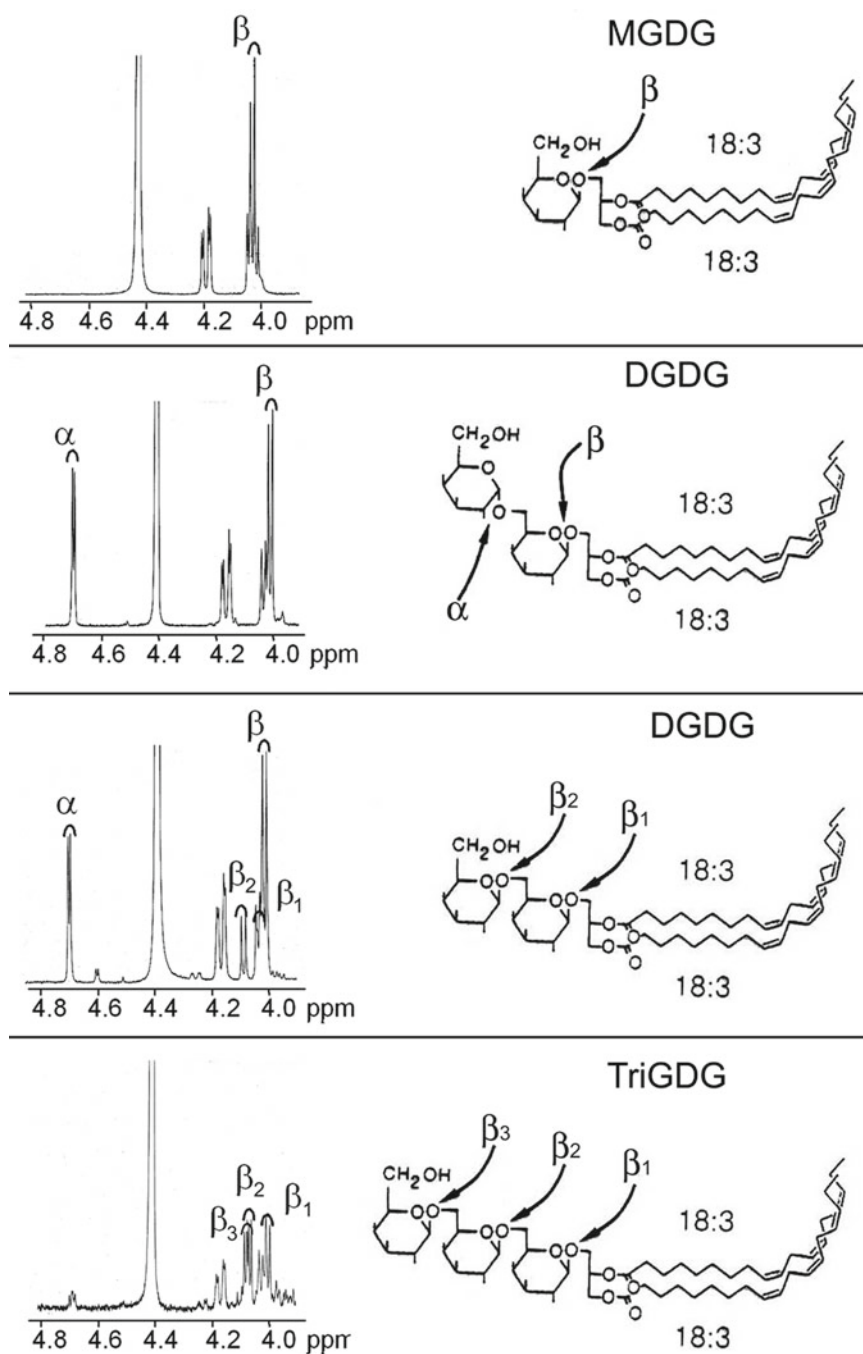 β
4.8 4.6 4.4 4.2 4.0 ppm
MGDG
β
CH2OH
18:3
O O
O
O
O
O
18:3
β
α
4.8 4.6 4.4 4.2 4.0 ppm
DGDG
CH2OH
β
18:3
O
O
O O
O
O
O
O
α
18:3
β
α
β2
β1
4.8 4.6 4.4 4.2 4.0 ppm
DGDG
β2
β1
CH2OH
18:3
O O
O O
O
O
O
O
18:3
β2
β3
β1
4.8 4.6 4.4 4.2 4.0 ppm
TriGDG
β3
β2
β1
CH2OH
18:3
O O
O O
O O
O
O
O
O
18:3